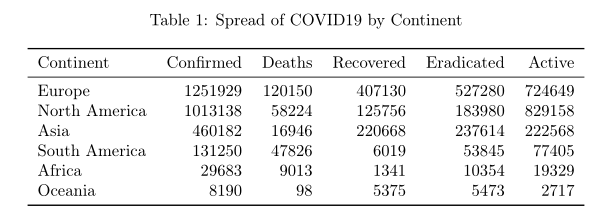 Table 1: Spread of COVID19 by Continent
Continent Confirmed Deaths Recovered Eradicated Active
Europe 1251929 120150 407130 527280 724649
North America 1013138 58224 125756 183980 829158
Asia 460182 16946 220668 237614 222568
South America 131250 47826 6019 53845 77405
Africa 29683 9013 1341 10354 19329
Oceania 8190 98 5375 5473 2717